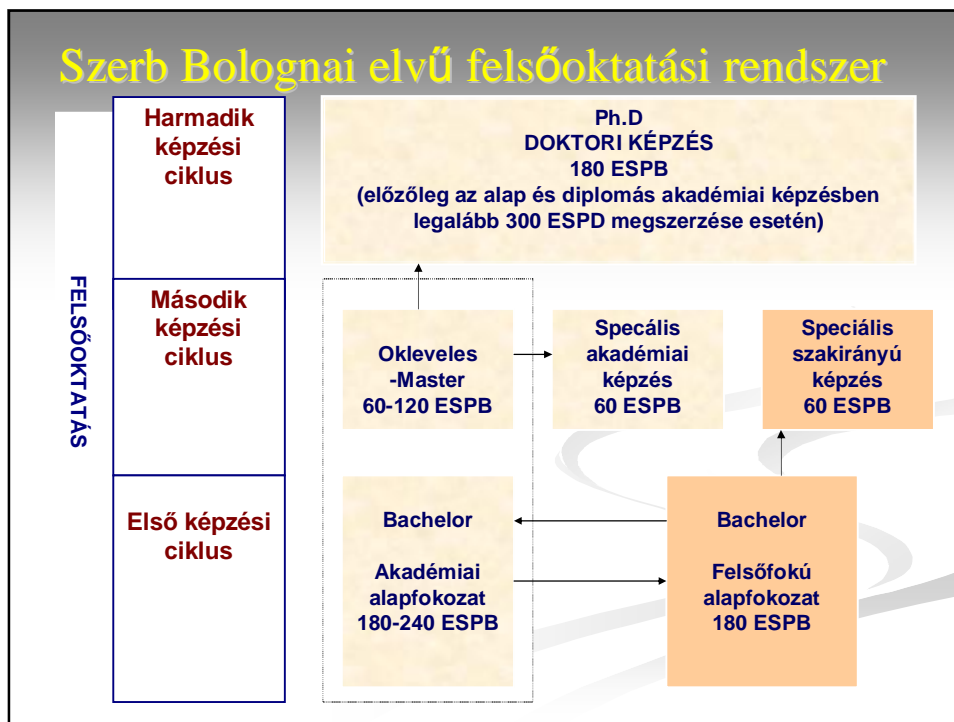 Szerb Bolognai elvű felsőoktatási rendszer
FELSŐOKTATÁS
Harmadik
képzési
ciklus
Ph.D
DOKTORI KÉPZÉS
180 ESPB
(előzőleg az alap és diplomás akadémiai képzésben
legalább 300 ESPD megszerzése esetén)
Második
képzési
ciklus
Okleveles
-Master
60-120 ESPB
Specális
akadémiai
képzés
60 ESPB
Speciális
szakirányú
képzés
60 ESPB
Első képzési
ciklus
Bachelor
Akadémiai
alapfokozat
180-240 ESPB
Bachelor
Felsőfokú
alapfokozat
180 ESPB